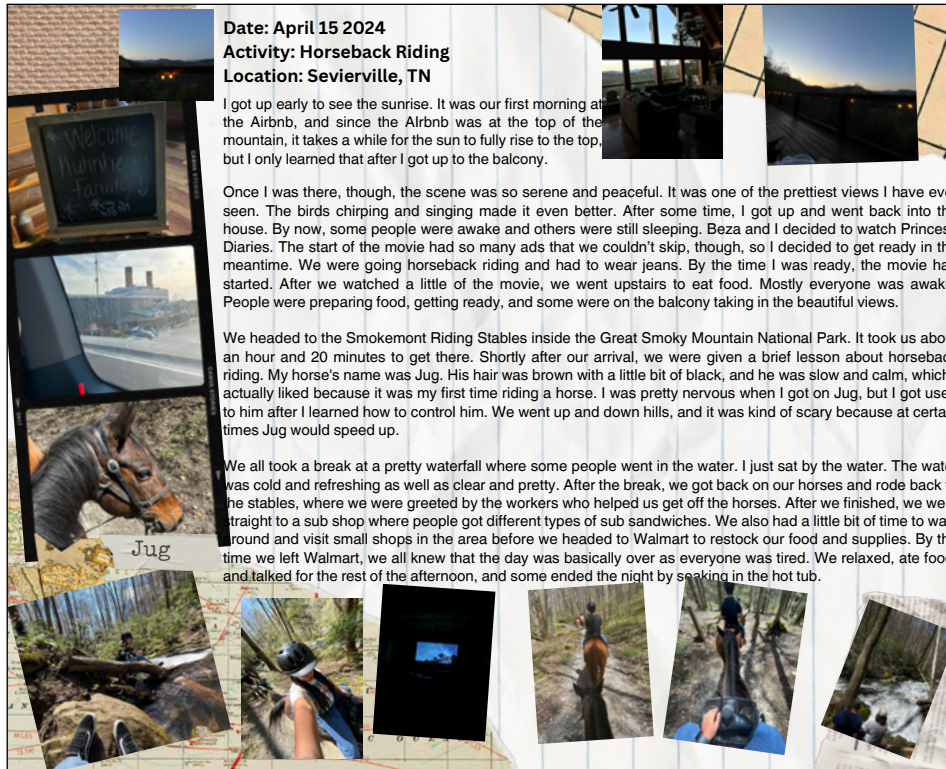 Date: April 15 2024
Activity: Horseback Riding
Location: Sevierville, TN
I got up early to see the sunrise. It was our first morning at
the Airbnb, and since the AIrbnb was at the top of the
mountain, it takes a while for the sun to fully rise to the top,
but I only learned that after I got up to the balcony.
Once I was there, though, the scene was so serene and peaceful. It was one of the prettiest views I have eve
seen. The birds chirping and singing made it even better. After some time, I got up and went back into th
house. By now, some people were awake and others were still sleeping. Beza and I decided to watch Princes
Diaries. The start of the movie had so many ads that we couldn't skip, though, so I decided to get ready in th
meantime. We were going horseback riding and had to wear jeans. By the time I was ready, the movie ha
started. After we watched a little of the movie, we went upstairs to eat food. Mostly everyone was awak
People were preparing food, getting ready, and some were on the balcony taking in the beautiful views.
We headed to the Smokemont Riding Stables inside the Great Smoky Mountain National Park. It took us abo
an hour and 20 minutes to get there. Shortly after our arrival, we were given a brief lesson about horsebac
riding. My horse's name was Jug. His hair was brown with a little bit of black, and he was slow and calm, which
actually liked because it was my first time riding a horse. I was pretty nervous when I got on Jug, but I got use
to him after I learned how to control him. We went up and down hills, and it was kind of scary because at certa
times Jug would speed up.
We all took a break at a pretty waterfall where some people went in the water. I just sat by the water. The wate
was cold and refreshing as well as clear and pretty. After the break, we got back on our horses and rode back
the stables, where we were greeted by the workers who helped us get off the horses. After we finished, we we
straight to a sub shop where people got different types of sub sandwiches. We also had a little bit of time to wa
around and visit small shops in the area before we headed to Walmart to restock our food and supplies. By th
time we left Walmart, we all knew that the day was basically over as everyone was tired. We relaxed, ate foo
and talked for the rest of the afternoon, and some ended the night by soaking in the hot tub.
Welcome
Family
Jug
MILES